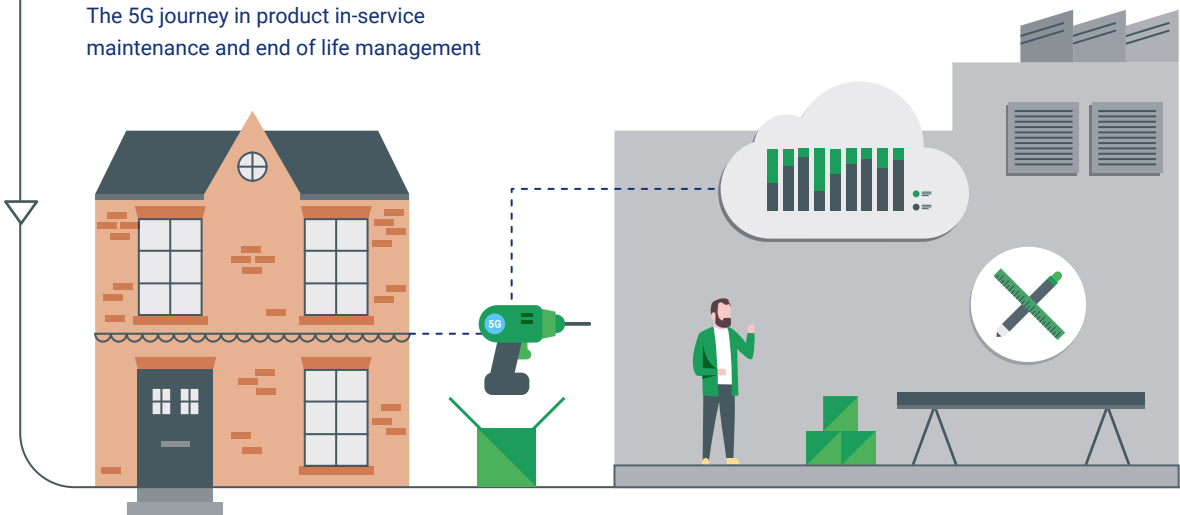 The 5G journey in product in-service
maintenance and end of life management
5G